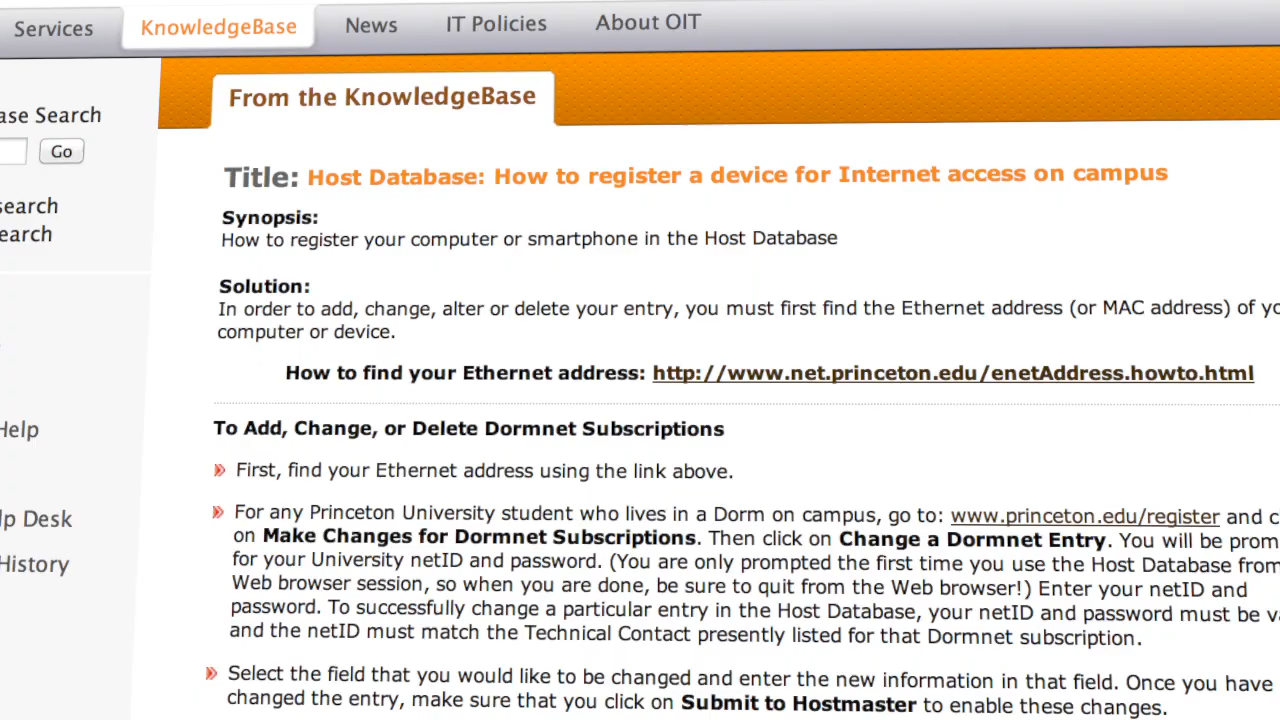 Services KnowledgeBase News IT Policies About OIT
From the KnowledgeBase
ase Search
Go
search
earch
Help
lp Desk
History
Title: Host Database: How to register a device for Internet access on campus
Synopsis:
How to register your computer or smartphone in the Host Database
Solution:
In order to add, change, alter or delete your entry, you must first find the Ethernet address (or MAC address) of yo
computer or device.
How to find your Ethernet address: http://www.net.princeton.edu/enetAddress.howto.html
To Add, Change, or Delete Dormnet Subscriptions
First, find your Ethernet address using the link above.
For any Princeton University student who lives in a Dorm on campus, go to: www.princeton.edu/register and c
on Make Changes for Dormnet Subscriptions. Then click on Change a Dormnet Entry. You will be prom
for your University netID and password. (You are only prompted the first time you use the Host Database from
Web browser session, so when you are done, be sure to quit from the Web browser!) Enter your netID and
password. To successfully change a particular entry in the Host Database, your netID and password must be va
and the netID must match the Technical Contact presently listed for that Dormnet subscription.
Select the field that you would like to be changed and enter the new information in that field. Once you have
changed the entry, make sure that you click on Submit to Hostmaster to enable these changes.